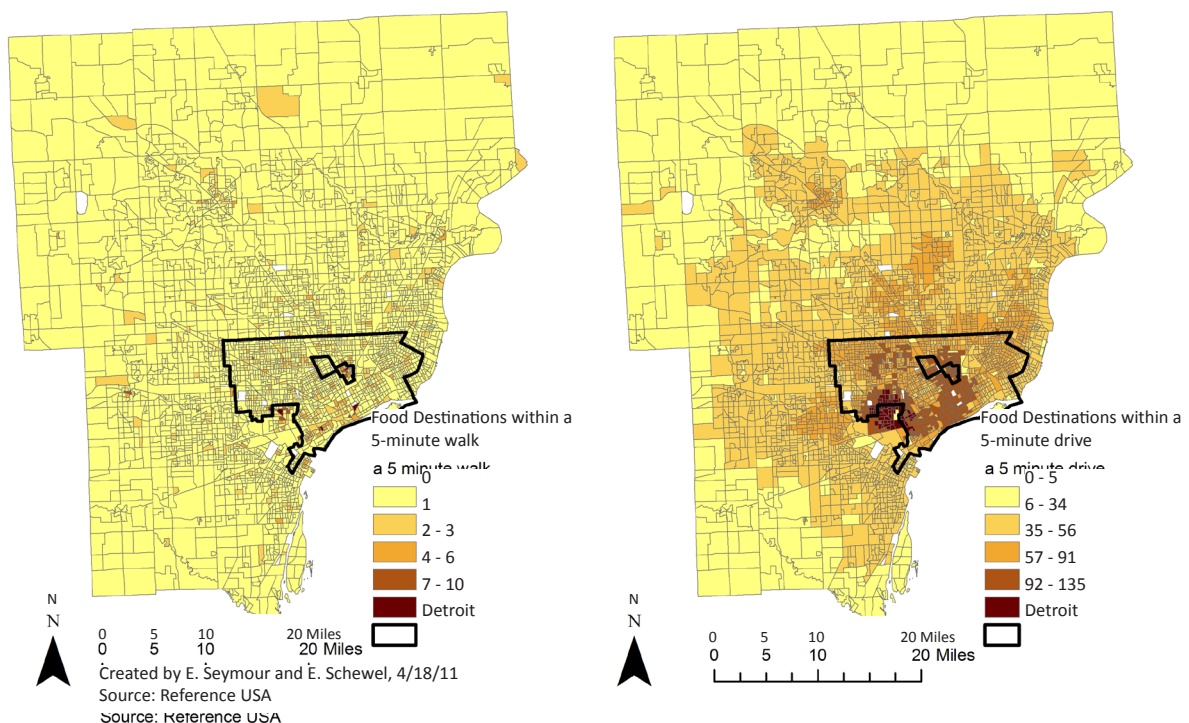 Food Destinations within a
5-minute walk
a 5 minute walk
0
1
2 - 3
4 - 6
7 - 10
Detroit
N
N
0 5 10 20 Miles
0 5 10 20 Miles
Created by E. Seymour and E. Schewel, 4/18/11
Source: Reference USA
Source: Reference USA
Food Destinations within a
5-minute drive
a 5 minute drive
0 - 5
6 - 34
35 - 56
57 - 91
92 - 135
Detroit
N
N
0 5 10 20 Miles
0 5 10 20 Miles